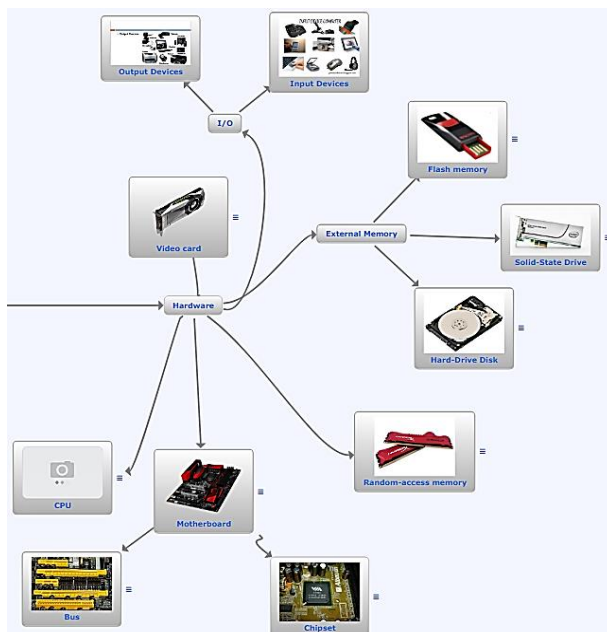 Output Devices
Input Devices
I/O
Flash memory
Video card
External Memory
Solid-State Drive
Hardware
Hard-Drive Disk
Random-access memory
CPU
Motherboard
Bus
Chipset